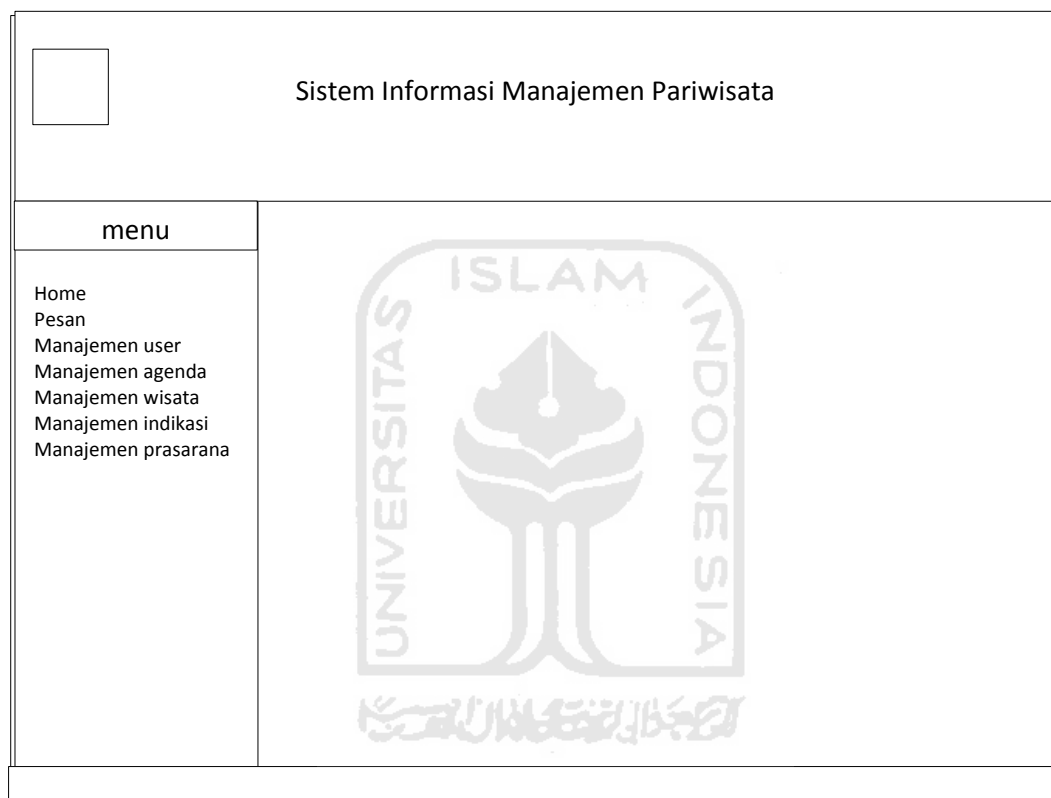 Sistem Informasi Manajemen Pariwisata
menu
Home
Pesan
Manajemen user
Manajemen agenda
Manajemen wisata
Manajemen indikasi
Manajemen prasarana
ISLAM
UNIVERSITAS
INDONESIA